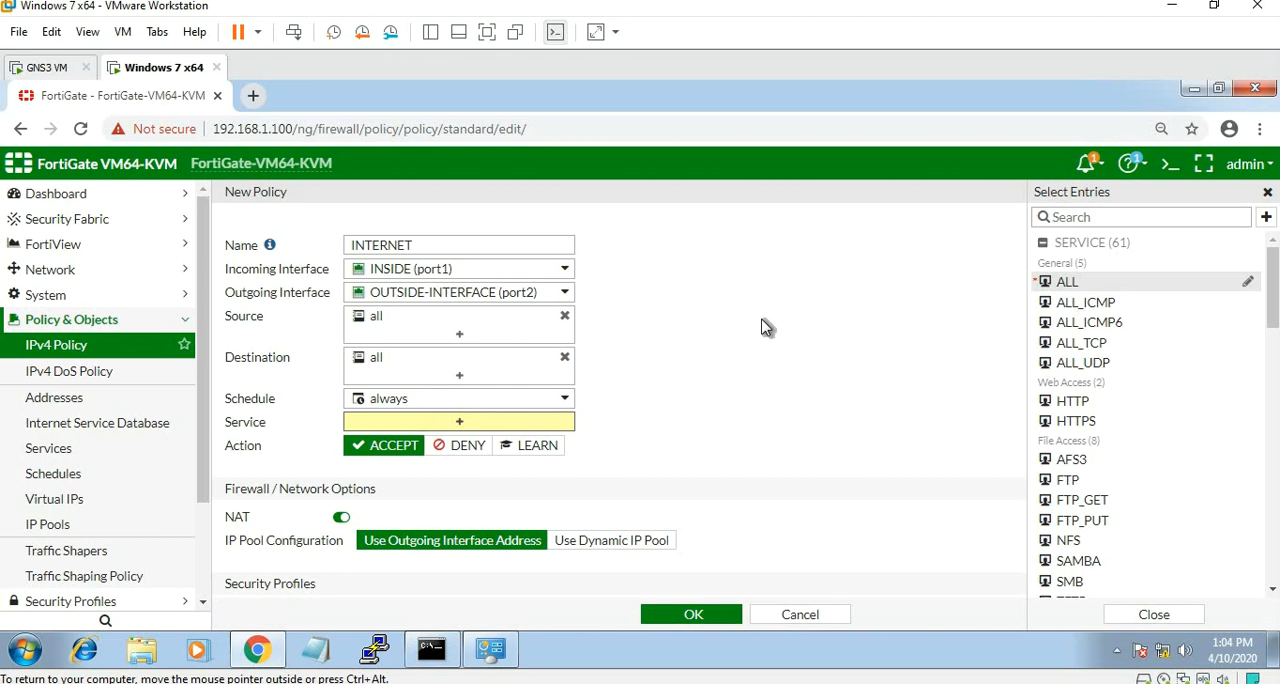 Windows 7 x64 - VMware Workstation
File Edit View VM Tabs Help
GNS3 VM Windows 7 x64
FortiGate - FortiGate-VM64-KVM
Not secure 192.168.1.100/ng/firewall/policy/policy/standard/edit/
FortiGate VM64-KVM FortiGate-VM64-KVM 1 1 >_ admin
Dashboard
Security Fabric
FortiView
Network
System
Policy & Objects
IPv4 Policy
IPv4 DoS Policy
Addresses
Internet Service Database
Services
Schedules
Virtual IPs
IP Pools
Traffic Shapers
Traffic Shaping Policy
Security Profiles
New Policy
Name INTERNET
Incoming Interface INSIDE (port1)
Outgoing Interface OUTSIDE-INTERFACE (port2)
Source all
+
Destination all
+
Schedule always
Service +
Action ACCEPT DENY LEARN
Firewall / Network Options
NAT
IP Pool Configuration Use Outgoing Interface Address Use Dynamic IP Pool
Security Profiles
OK Cancel
Select Entries
Search
SERVICE (61)
General (5)
ALL
ALL_ICMP
ALL_ICMP6
ALL_TCP
ALL_UDP
Web Access (2)
HTTP
HTTPS
File Access (8)
AFS3
FTP
FTP_GET
FTP_PUT
NFS
SAMBA
SMB
Close
1:04 PM
4/10/2020
To return to your computer, move the mouse pointer outside or press Ctrl+Alt.